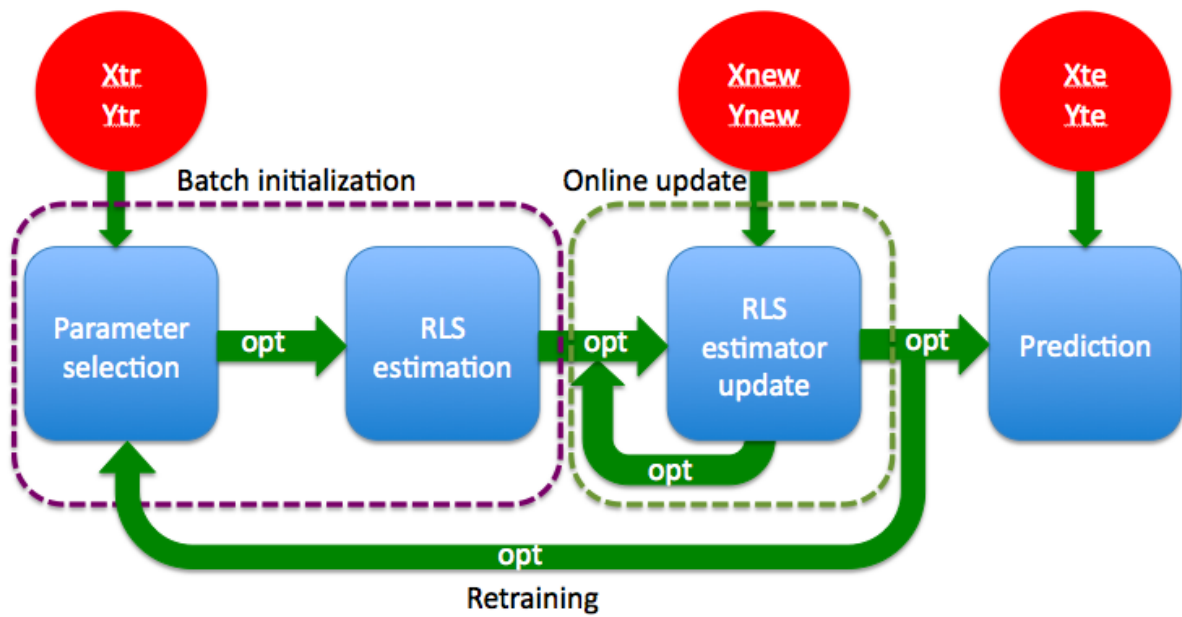 Xtr
Ytr
Xnew
Ynew
Xte
Yte
Batch initialization
Online update
Parameter
selection
opt
RLS
estimation
opt
RLS
estimator
update
opt
Prediction
opt
opt
Retraining